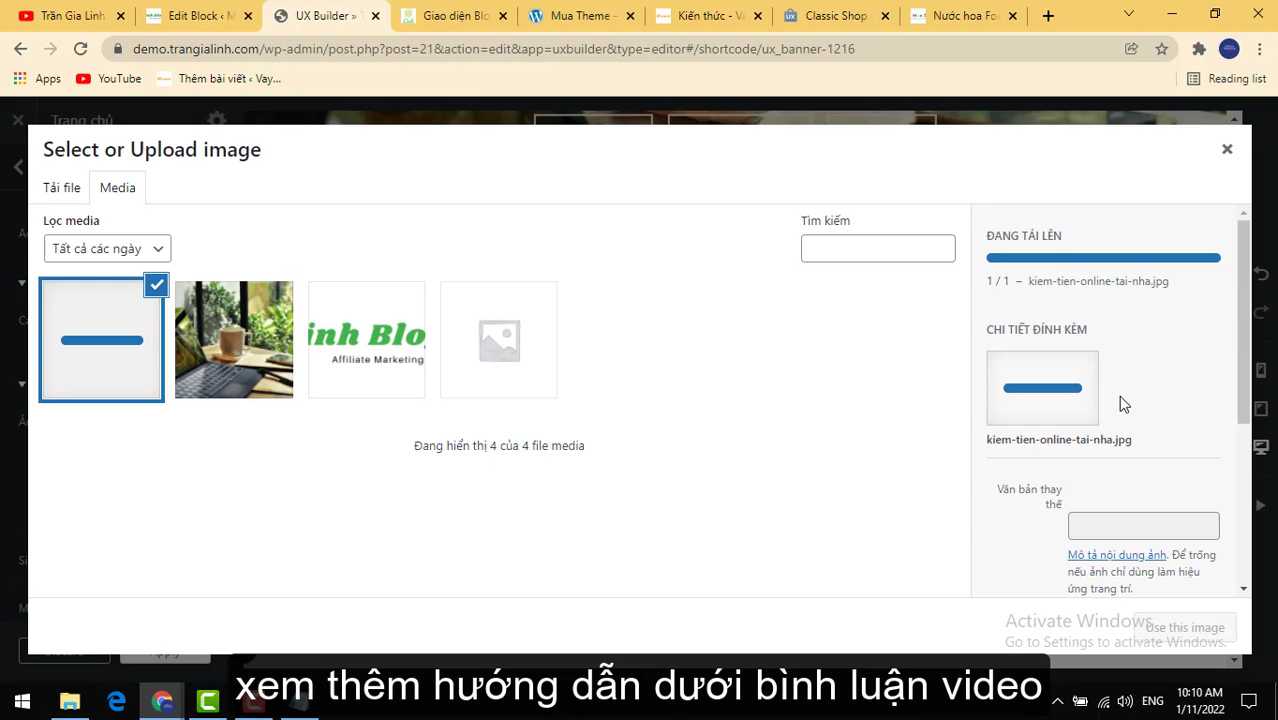 Trần Gia Linh
Edit Block ‹ M
UX Builder » T
Giao diện Blo
Mua Theme –
Kiến thức - Va
Classic Shop
Nước hoa Fo
demo.trangialinh.com/wp-admin/post.php?post=21&action=edit&app=uxbuilder&type=editor#/shortcode/ux_banner-1216
Apps
YouTube
Thêm bài viết ‹ Vay...
Reading list
Trang chủ
Select or Upload image
Tải file
Media
Lọc media
Tất cả các ngày
Tìm kiếm
inh Blo
Affiliate Marketing
Đang hiển thị 4 của 4 file media
ĐANG TẢI LÊN
1 / 1 – kiem-tien-online-tai-nha.jpg
CHI TIẾT ĐÍNH KÈM
kiem-tien-online-tai-nha.jpg
Văn bản thay
thế
Mô tả nội dung ảnh. Để trống
nếu ảnh chỉ dùng làm hiệu
ứng trang trí.
Use this image
Activate Windows
Go to Settings to activate Windows.
xem thêm hướng dẫn dưới bình luận video
ENG
10:10 AM
1/11/2022